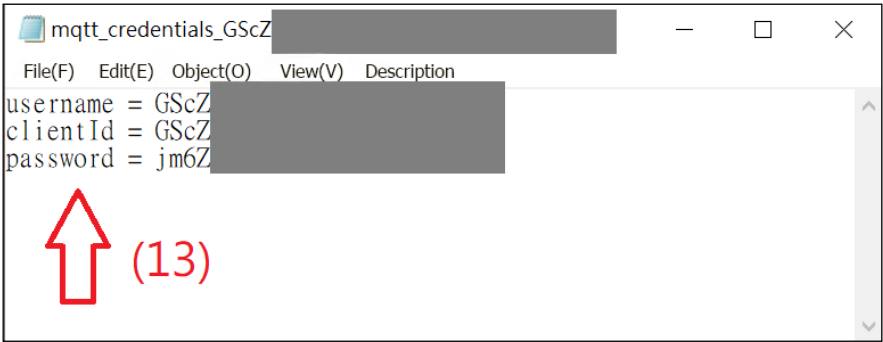 mqtt_credentials_GScZ
File(F) Edit(E) Object(O) View(V) Description
username = GScZ
clientId = GScZ
password = jm6Z
(13)